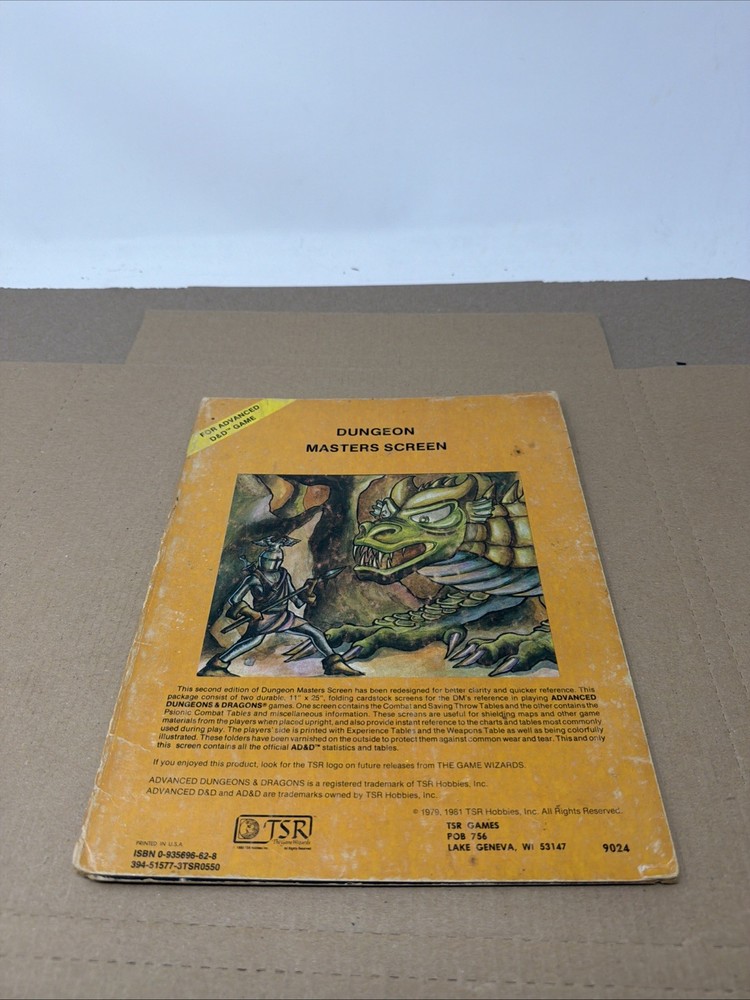 FOR ADVANCED
D&D™ GAME
DUNGEON
MASTERS SCREEN
This second edition of Dungeon Masters Screen has been redesigned for better clarity and quicker reference. This
package consist of two durable, 11" x 25", folding cardstock screens for the DM's reference in playing ADVANCED
DUNGEONS & DRAGONS® games. One screen contains the Combat and Saving Throw Tables and the other contains the
Psionic Combat Tables and miscellaneous information. These screens are useful for shielding maps and other game
materials from the players when placed upright, and also provide instant reference to the charts and tables most commonly
used during play. The players' side is printed with Experience Tables and the Weapons Table as well as being colorfully
illustrated. These folders have been varnished on the outside to protect them against common wear and tear. This and only
this screen contains all the official AD&D™ statistics and tables.
If you enjoyed this product, look for the TSR logo on future releases from THE GAME WIZARDS.
ADVANCED DUNGEONS & DRAGONS is a registered trademark of TSR Hobbies, Inc.
ADVANCED D&D and AD&D are trademarks owned by TSR Hobbies, Inc.
© 1979, 1981 TSR Hobbies, Inc. All Rights Reserved.
TSR
The Game Wizards
TSR GAMES
POB 756
LAKE GENEVA, WI 53147
9024
PRINTED IN U.S.A.
ISBN 0-935696-62-8
394-51577-3TSR0550